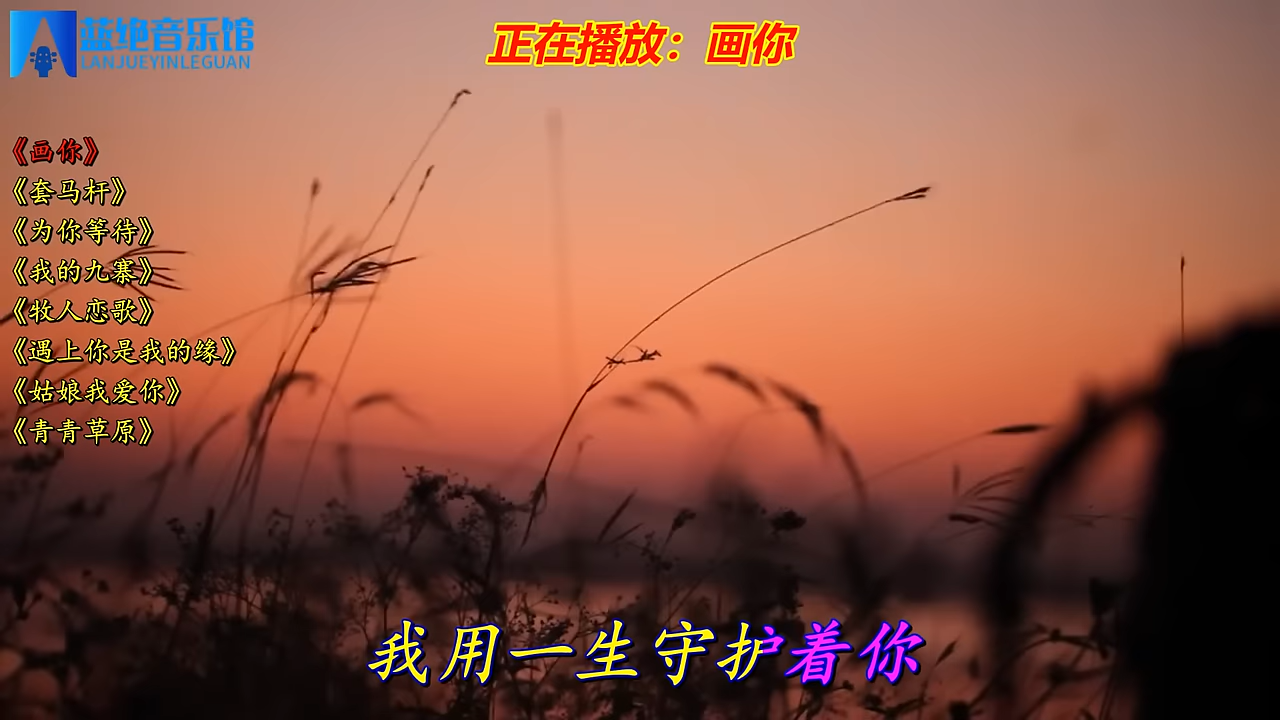 蓝绝音乐馆
LANJUEYINLEGUAN
正在播放：画你
《画你》
《套马杆》
《为你等待》
《我的九寨》
《牧人恋歌》
《遇上你是我的缘》
《姑娘我爱你》
《青青草原》
我用一生守护着你